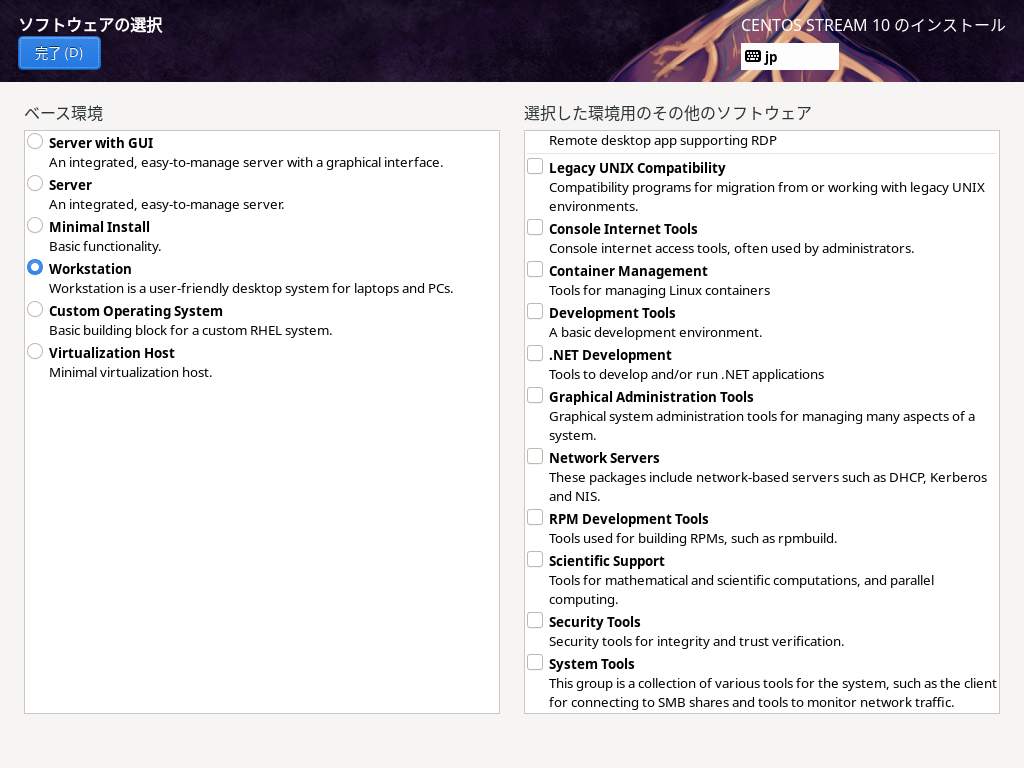 ソフトウェアの選択
CENTOS STREAM 10 のインストール
完了 (D)
jp
ベース環境
Server with GUI
An integrated, easy-to-manage server with a graphical interface.
Server
An integrated, easy-to-manage server.
Minimal Install
Basic functionality.
Workstation
Workstation is a user-friendly desktop system for laptops and PCs.
Custom Operating System
Basic building block for a custom RHEL system.
Virtualization Host
Minimal virtualization host.
選択した環境用のその他のソフトウェア
Remote desktop app supporting RDP
Legacy UNIX Compatibility
Compatibility programs for migration from or working with legacy UNIX
environments.
Console Internet Tools
Console internet access tools, often used by administrators.
Container Management
Tools for managing Linux containers
Development Tools
A basic development environment.
.NET Development
Tools to develop and/or run .NET applications
Graphical Administration Tools
Graphical system administration tools for managing many aspects of a
system.
Network Servers
These packages include network-based servers such as DHCP, Kerberos
and NIS.
RPM Development Tools
Tools used for building RPMs, such as rpmbuild.
Scientific Support
Tools for mathematical and scientific computations, and parallel
computing.
Security Tools
Security tools for integrity and trust verification.
System Tools
This group is a collection of various tools for the system, such as the client
for connecting to SMB shares and tools to monitor network traffic.